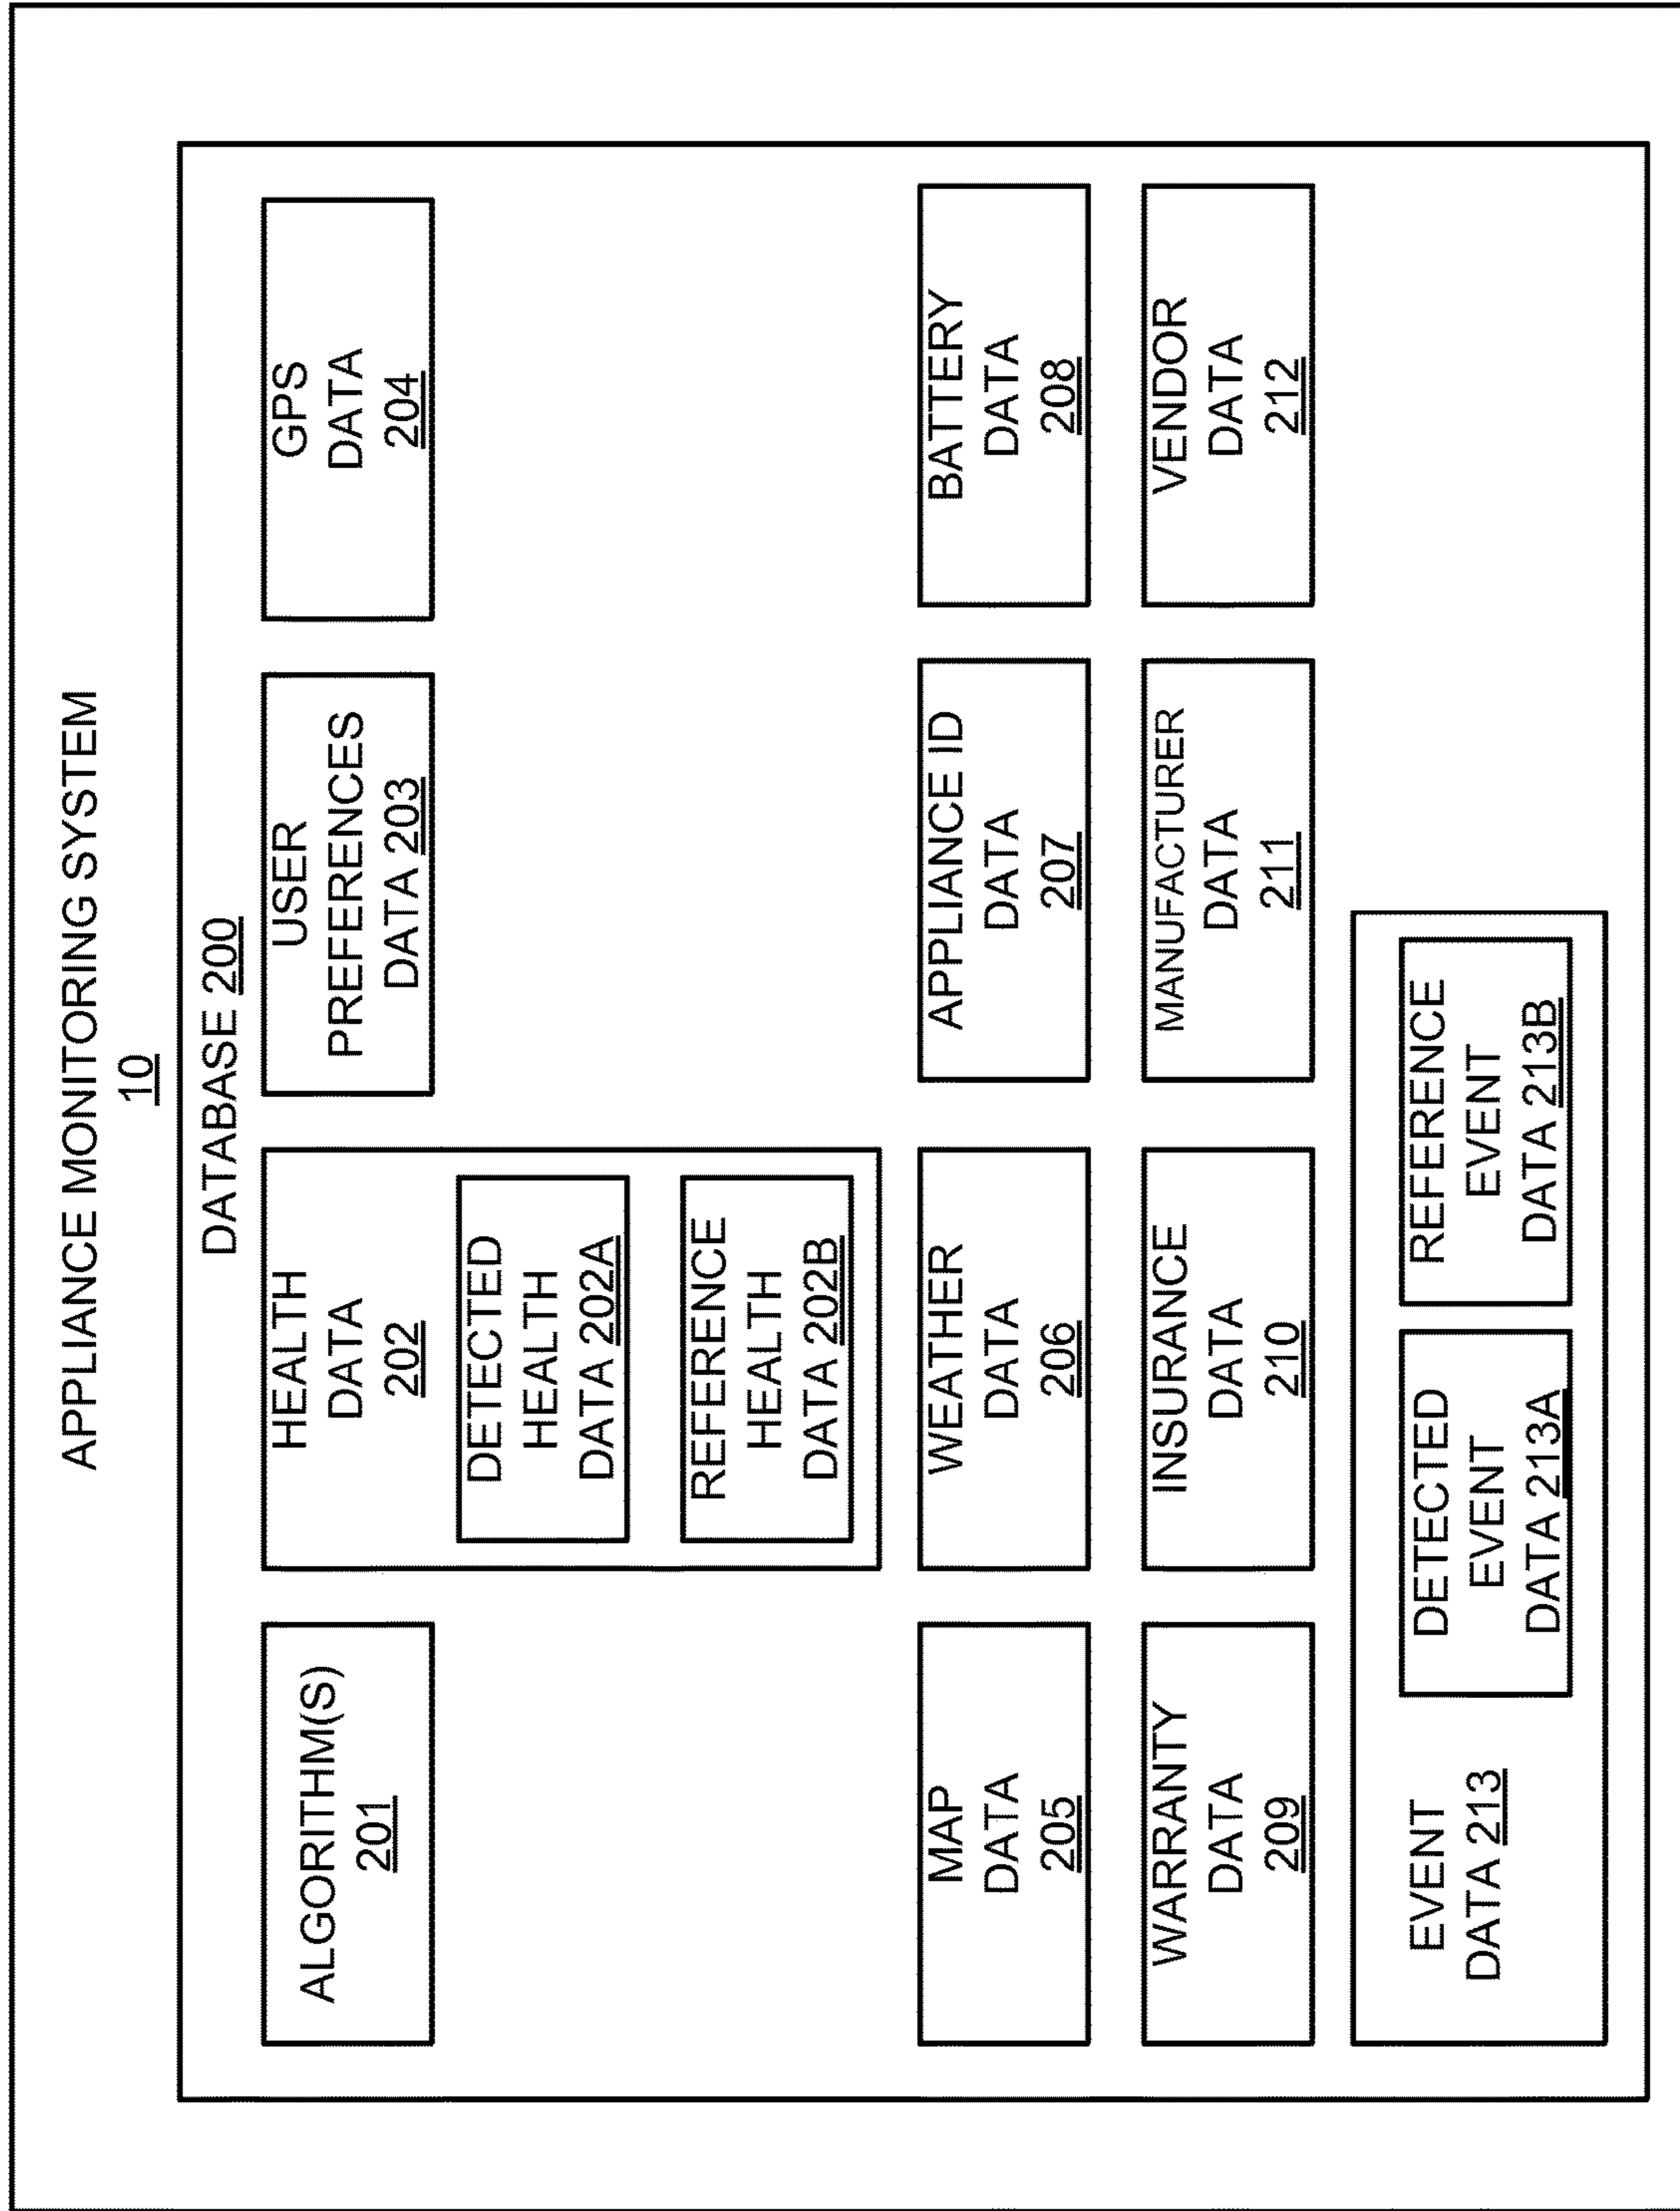 APPLIANCE MONITORING SYSTEM
10
DATABASE 200
ALGORITHM(S)
201
HEALTH
DATA
202
DETECTED
HEALTH
DATA 202A
REFERENCE
HEALTH
DATA 202B
USER
PREFERENCES
DATA 203
GPS
DATA
204
MAP
DATA
205
WEATHER
DATA
206
APPLIANCE ID
DATA
207
BATTERY
DATA
208
WARRANTY
DATA
209
INSURANCE
DATA
210
MANUFACTURER
DATA
211
VENDOR
DATA
212
EVENT
DATA 213
DETECTED
EVENT
DATA 213A
REFERENCE
EVENT
DATA 213B